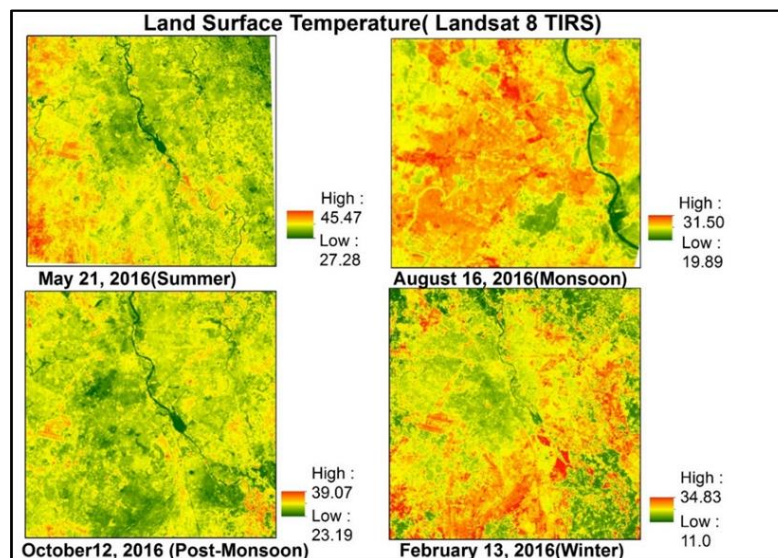 Land Surface Temperature( Landsat 8 TIRS)
High :
45.47
Low :
27.28
May 21, 2016(Summer)
High :
31.50
Low :
19.89
August 16, 2016(Monsoon)
High :
39.07
Low :
23.19
October12, 2016 (Post-Monsoon)
High :
34.83
Low :
11.0
February 13, 2016(Winter)